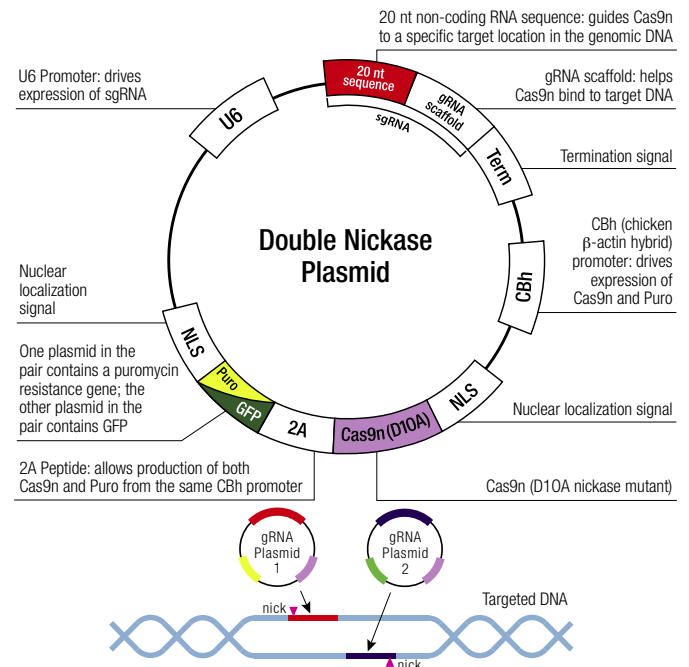 20 nt non-coding RNA sequence: guides Cas9n
to a specific target location in the genomic DNA
U6 Promoter: drives
expression of sgRNA
gRNA scaffold: helps
Cas9n bind to target DNA
20 nt
sequence
gRNA
scaffold
sgRNA
U6
Term
Termination signal
Double Nickase
Plasmid
CBh (chicken
β-actin hybrid)
promoter: drives
expression of
Cas9n and Puro
CBh
Nuclear
localization
signal
NLS
One plasmid in the
pair contains a puromycin
resistance gene; the
other plasmid in the
pair contains GFP
Puro
GFP
2A
Cas9n (D10A)
NLS
Nuclear localization signal
2A Peptide: allows production of both
Cas9n and Puro from the same CBh promoter
Cas9n (D10A nickase mutant)
gRNA
Plasmid
1
gRNA
Plasmid
2
nick
Targeted DNA
nick